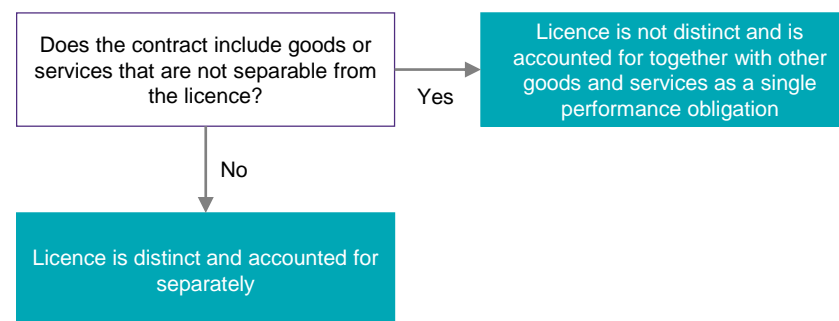 Does the contract include goods or
services that are not separable from
the licence?
Yes
Licence is not distinct and is
accounted for together with other
goods and services as a single
performance obligation
No
Licence is distinct and accounted for
separately